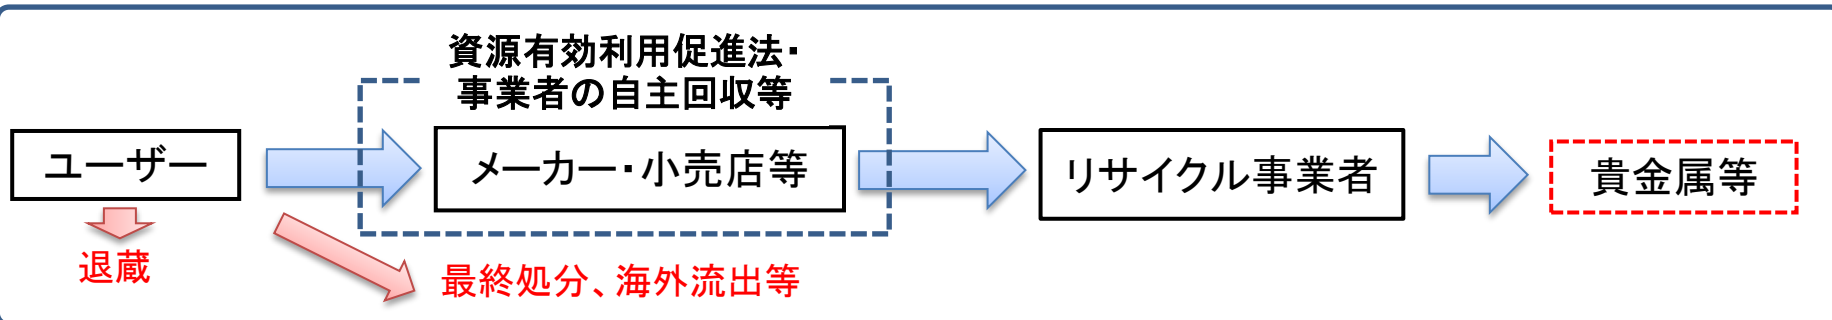 資源有効利用促進法・
事業者の自主回収等
ユーザー
メーカー・小売店等
リサイクル事業者
貴金属等
退蔵
最終処分、海外流出等